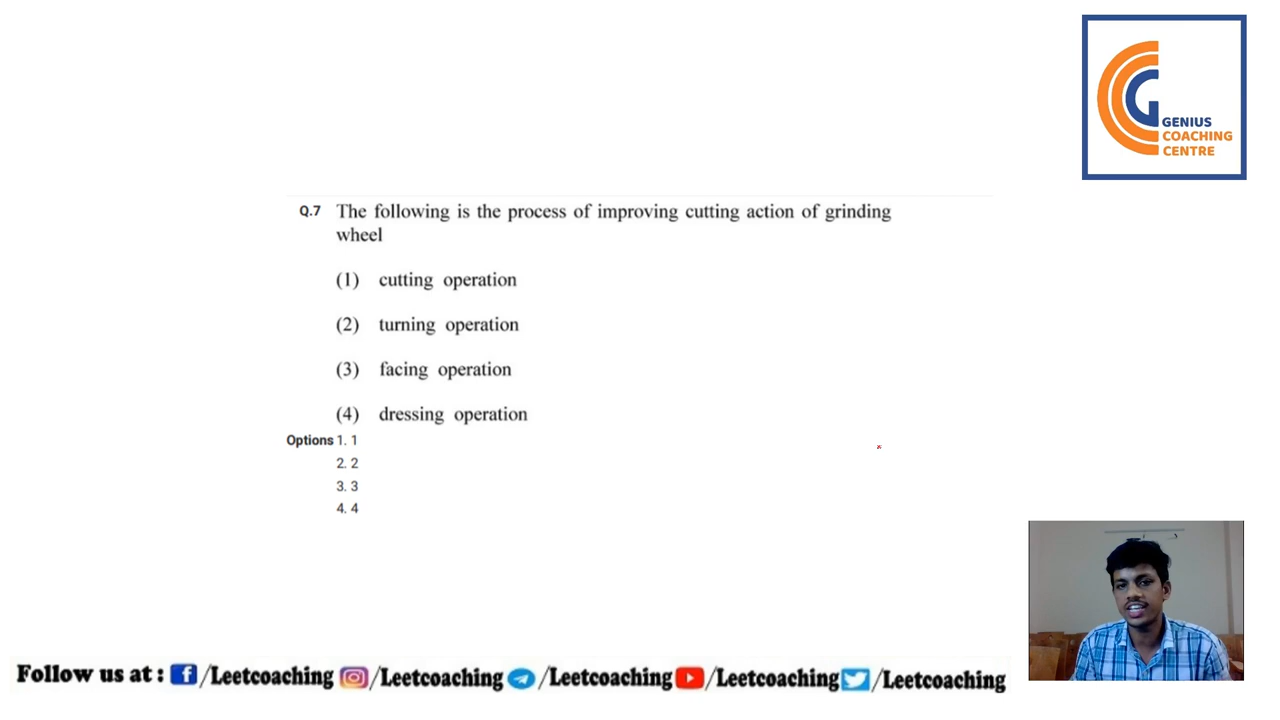 GENIUS
COACHING
CENTRE
Q.7 The following is the process of improving cutting action of grinding
wheel
(1) cutting operation
(2) turning operation
(3) facing operation
(4) dressing operation
Options 1. 1
2. 2
3. 3
4. 4
Follow us at : /Leetcoaching /Leetcoaching /Leetcoaching /Leetcoaching /Leetcoaching